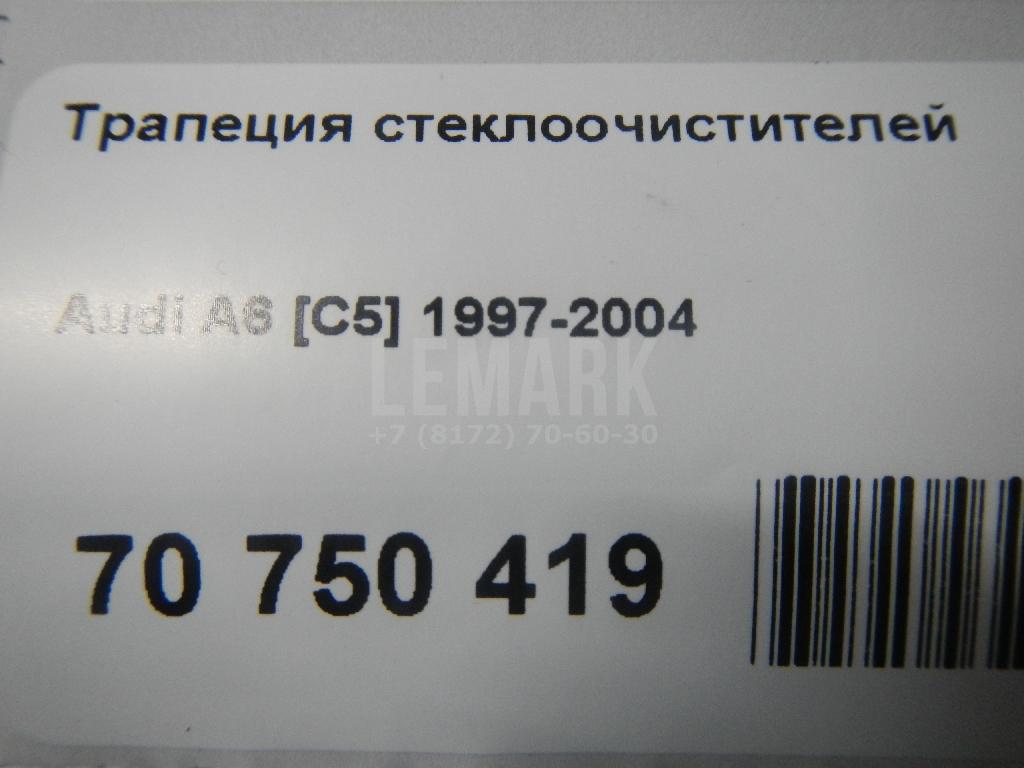 Трапеция стеклоочистителей
Audi A6 [C5] 1997-2004
LEMARK
+7 (8172) 70-60-30
70 750 419